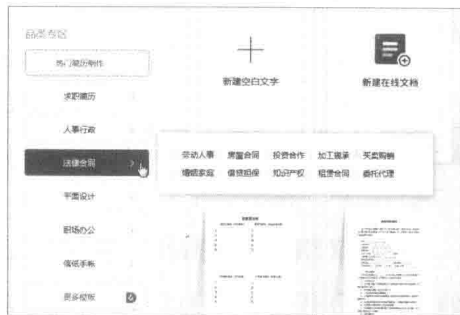 品类专区
热门简历制作
求职简历
人事行政
法律合同
平面设计
职场办公
信纸手帐
更多模板
新建空白文字
新建在线文档
劳动人事 房屋合同 投资合作 加工承揽 买卖购销
婚姻家庭 借贷担保 知识产权 租赁合同 委托代理